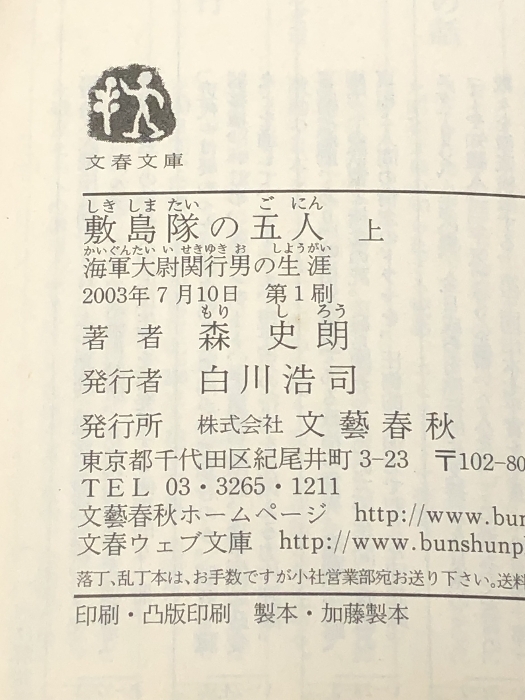 文春文庫
しき しま たい ご にん
敷島隊の五人 上
かいぐんたい い せきゆき お しようがい
海軍大尉関行男の生涯
2003年7月10日 第1刷
もり し ろう
著者 森史朗
発行者 白川浩司
発行所 株式会社 文藝春秋
東京都千代田区紀尾井町3-23 〒102-80
TEL 03・3265・1211
文藝春秋ホームページ http://www.bun
文春ウェブ文庫 http://www.bunshunp
落丁、乱丁本は、お手数ですが小社営業部宛お送り下さい。送料
印刷・凸版印刷 製本・加藤製本